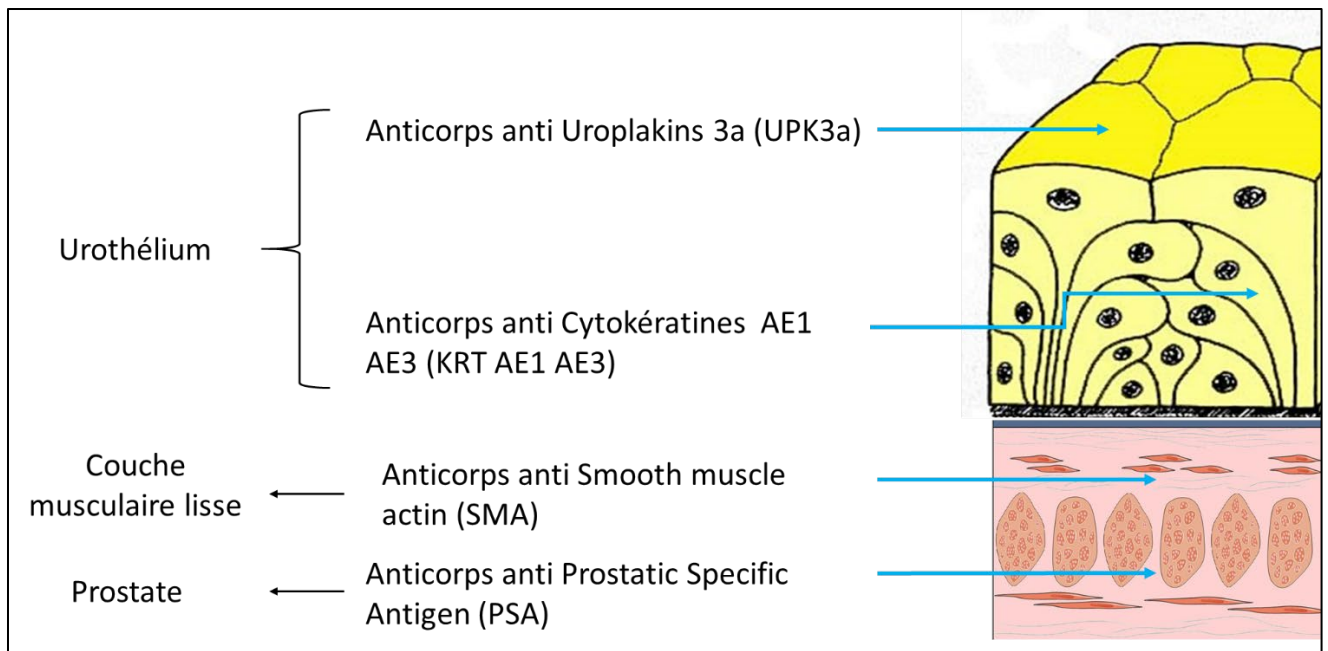 Anticorps anti Uroplakins 3a (UPK3a)
Urothélium
Anticorps anti Cytokératines AE1
AE3 (KRT AE1 AE3)
Couche
musculaire lisse
Anticorps anti Smooth muscle
actin (SMA)
Prostate
Anticorps anti Prostatic Specific
Antigen (PSA)